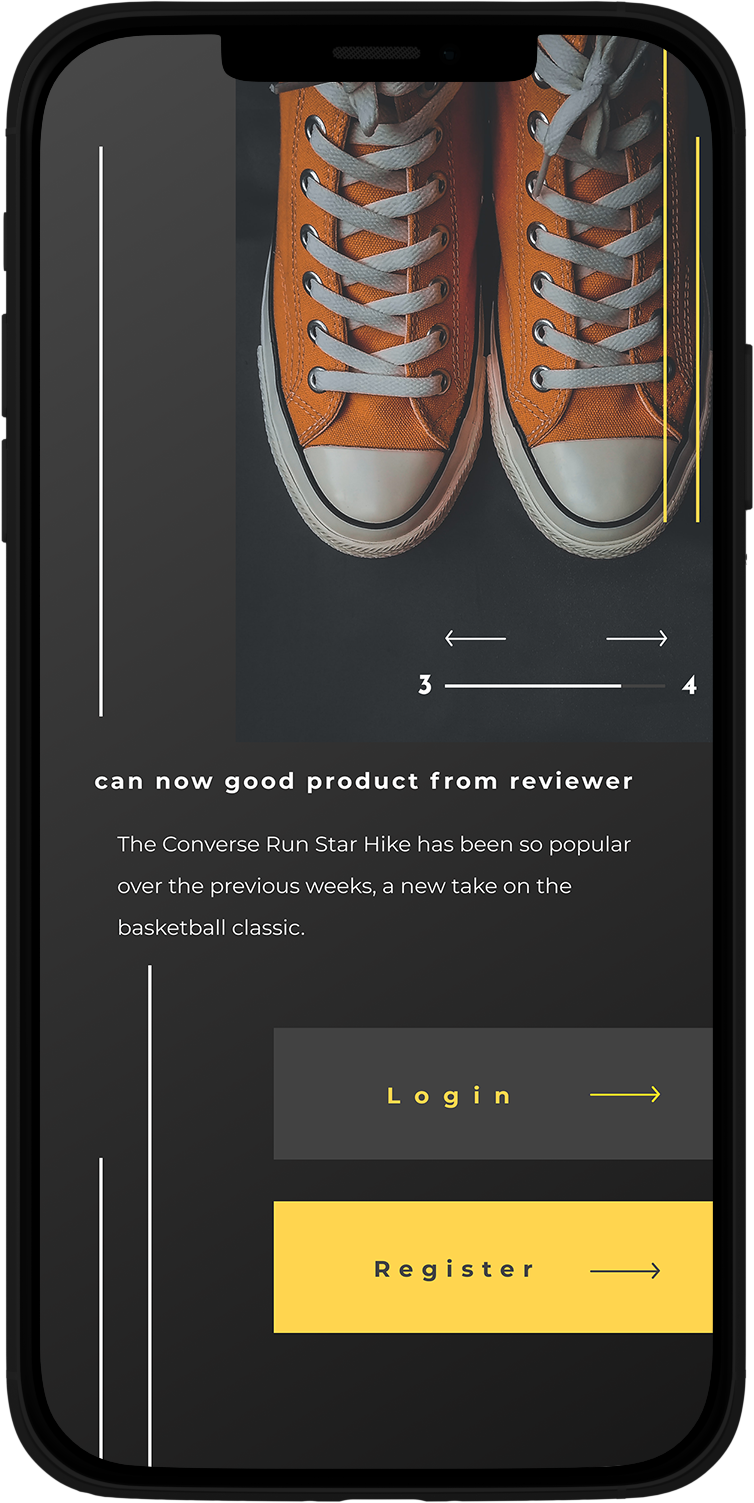 3 4
can now good product from reviewer
The Converse Run Star Hike has been so popular
over the previous weeks, a new take on the
basketball classic.
Login
Register